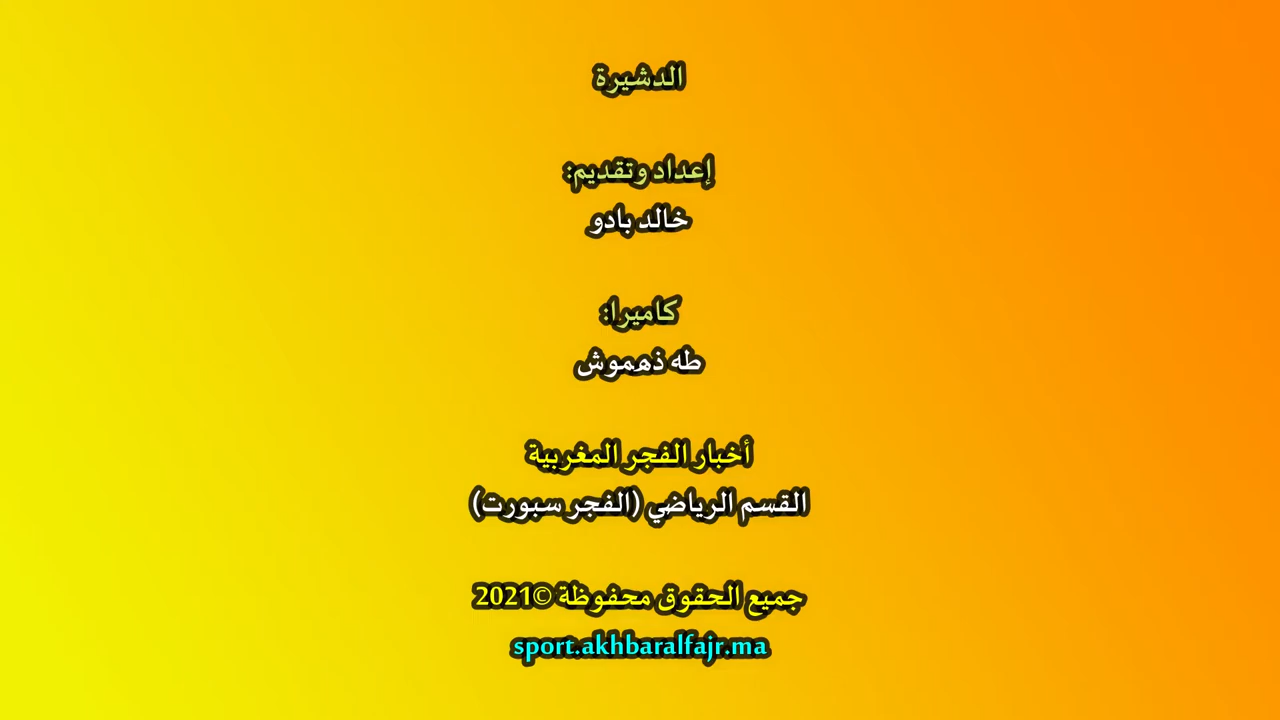 الدشيرة
إعداد وتقديم:
خالد بادو
كاميرا:
طه ذهموش
أخبار الفجر المغربية
القسم الرياضي (الفجر سبورت)
جميع الحقوق محفوظة ©2021
sport.akhbaralfajr.ma